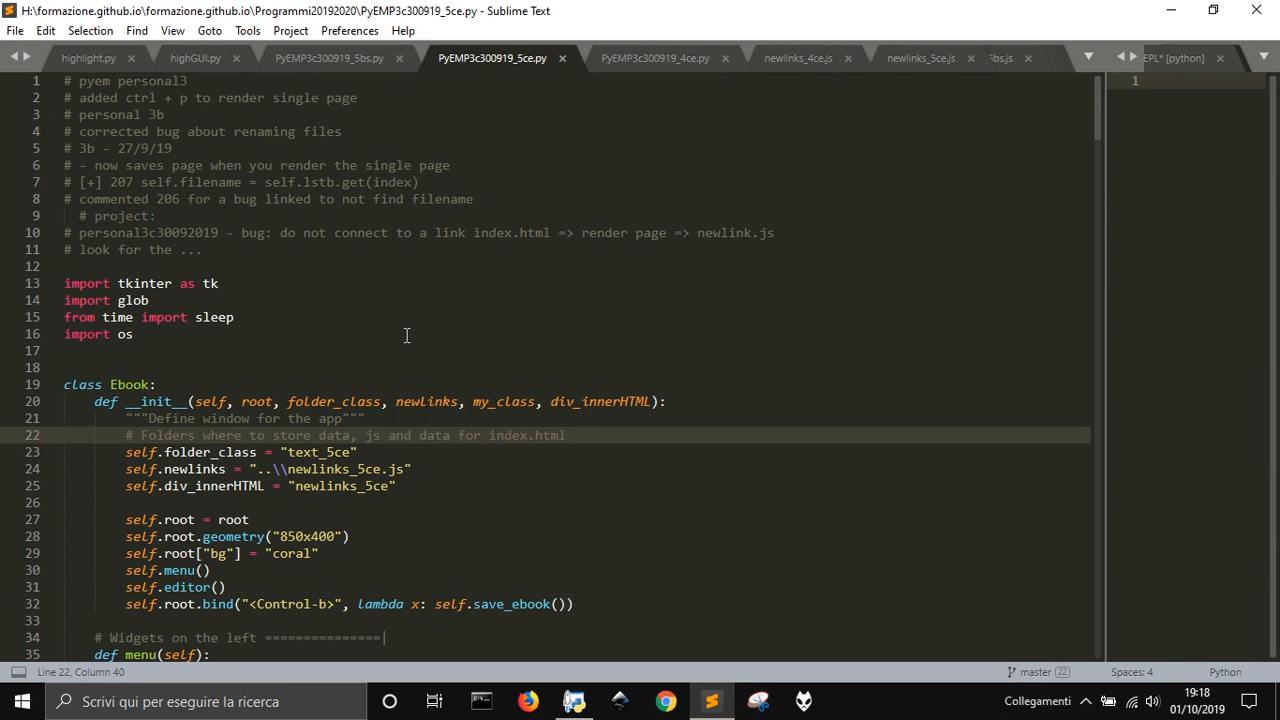 H:\formazione.github.io\formazione.github.io\Programmi20192020\PyEMP3c300919_5ce.py - Sublime Text
File Edit Selection Find View Goto Tools Project Preferences Help
highlight.py × highGUI.py × PyEMP3c300919_5bs.py × PyEMP3c300919_5ce.py × PyEMP3c300919_4ce.py × newlinks_4ce.js × newlinks_5ce.js × 5bs.js × EPL* [python] ×
1 # pyem personal3
2 # added ctrl + p to render single page
3 # personal 3b
4 # corrected bug about renaming files
5 # 3b - 27/9/19
6 # - now saves page when you render the single page
7 # [+] 207 self.filename = self.lstb.get(index)
8 # commented 206 for a bug linked to not find filename
9 # project:
10 # personal3c30092019 - bug: do not connect to a link index.html => render page => newlink.js
11 # look for the ...
12
13 import tkinter as tk
14 import glob
15 from time import sleep
16 import os
17
18
19 class Ebook:
20 def __init__(self, root, folder_class, newlinks, my_class, div_innerHTML):
21 """Define window for the app"""
22 # Folders where to store data, js and data for index.html
23 self.folder_class = "text_5ce"
24 self.newlinks = "..\\newlinks_5ce.js"
25 self.div_innerHTML = "newlinks_5ce"
26
27 self.root = root
28 self.root.geometry("850x400")
29 self.root["bg"] = "coral"
30 self.menu()
31 self.editor()
32 self.root.bind("<Control-b>", lambda x: self.save_ebook())
33
34 # Widgets on the left ===============|
35 def menu(self):
1
Line 22, Column 40
master 22
Spaces: 4
Python
Scrivi qui per eseguire la ricerca
Collegamenti
19:18
01/10/2019